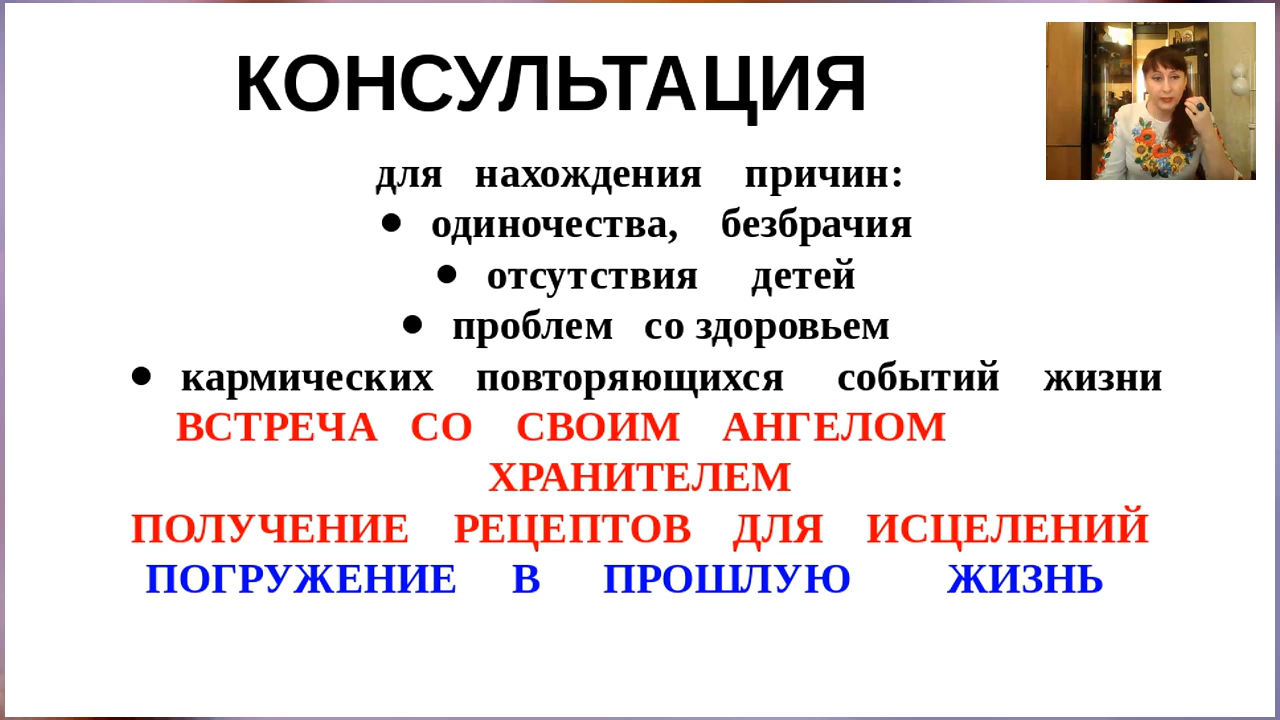 КОНСУЛЬТАЦИЯ
для нахождения причин:
● одиночества, безбрачия
● отсутствия детей
● проблем со здоровьем
● кармических повторяющихся событий жизни
ВСТРЕЧА СО СВОИМ АНГЕЛОМ
ХРАНИТЕЛЕМ
ПОЛУЧЕНИЕ РЕЦЕПТОВ ДЛЯ ИСЦЕЛЕНИЙ
ПОГРУЖЕНИЕ В ПРОШЛУЮ ЖИЗНЬ